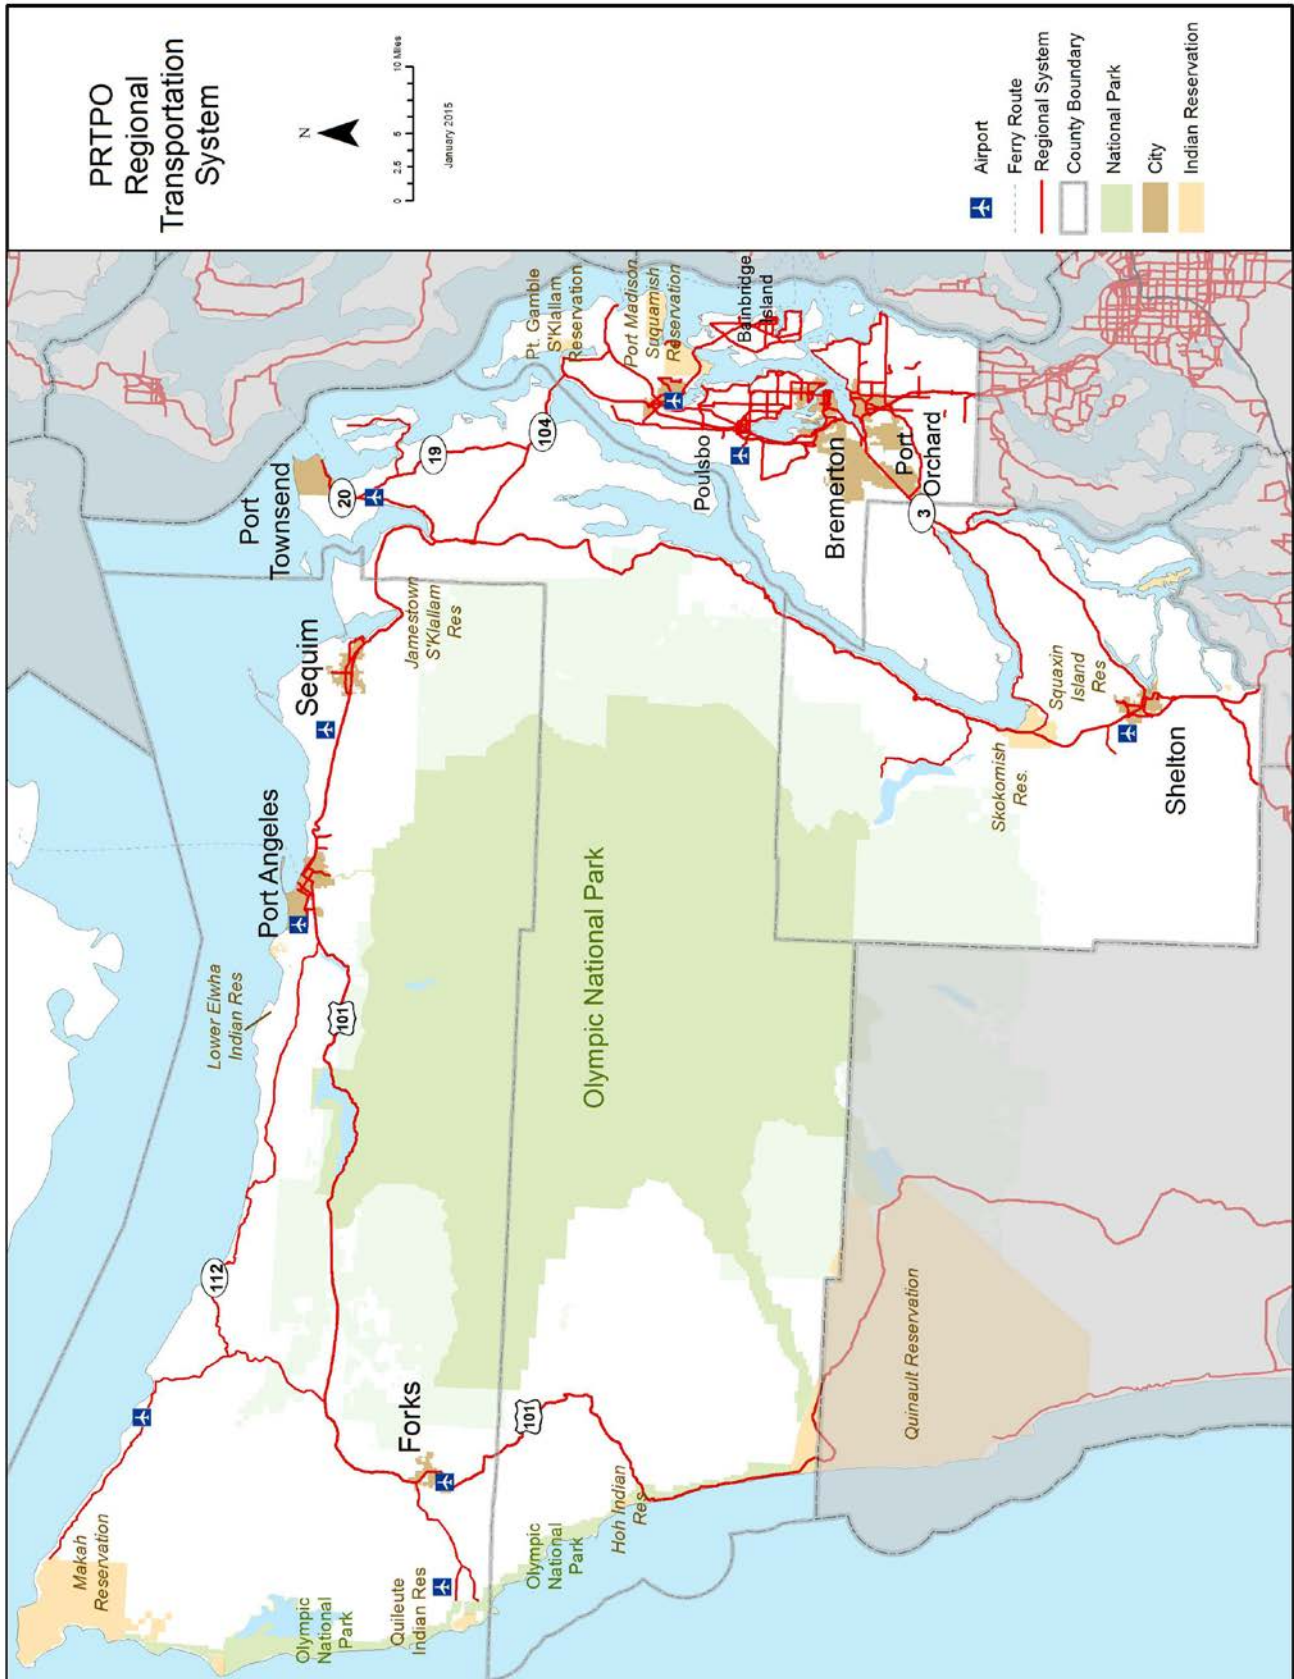 PRTPO
Regional
Transportation
System
N
0
2.5
5
10 Miles
January 2015
Airport
Ferry Route
Regional System
County Boundary
National Park
City
Indian Reservation
Makah
Reservation
112
Lower Elwha
Indian Res
Port Angeles
Sequim
Port
Townsend
20
19
104
101
Jamestown
S'Klallam
Res
Pt. Gamble
S'Klallam
Reservation
Port Madison
Suquamish
Reservation
Bainbridge
Island
Poulsbo
Bremerton
Port
Orchard
3
Olympic
National
Park
Quileute
Indian Res
Forks
101
Olympic
National
Park
Hoh Indian
Res
Olympic National Park
Quinault Reservation
Skokomish
Res.
Squaxin
Island
Res
Shelton